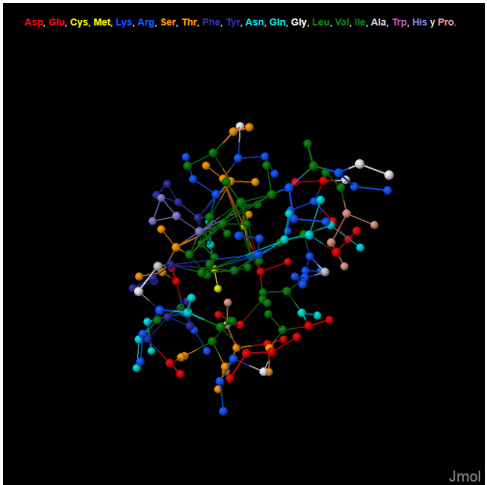 Asp, Glu, Cys, Met, Lys, Arg, Ser, Thr, Phe, Tyr, Asn, Gln, Gly, Leu, Val, Ile, Ala, Trp, His y Pro.
Jmol